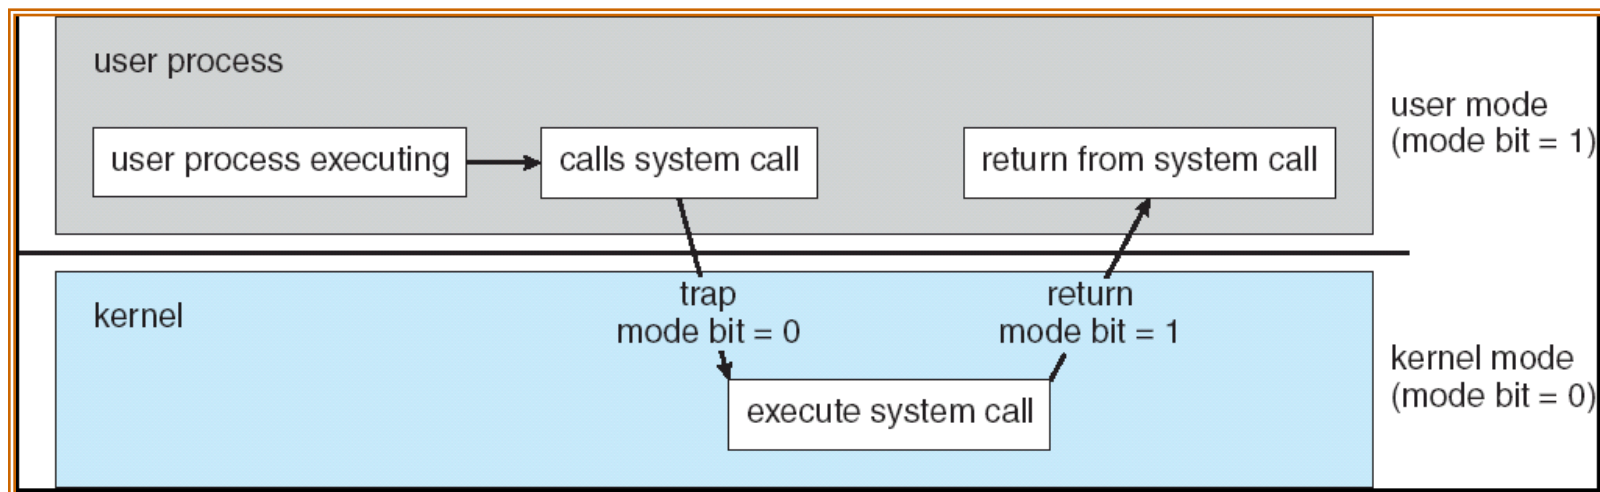 user process
user process executing
calls system call
return from system call
user mode
(mode bit = 1)
kernel
trap
mode bit = 0
return
mode bit = 1
execute system call
kernel mode
(mode bit = 0)